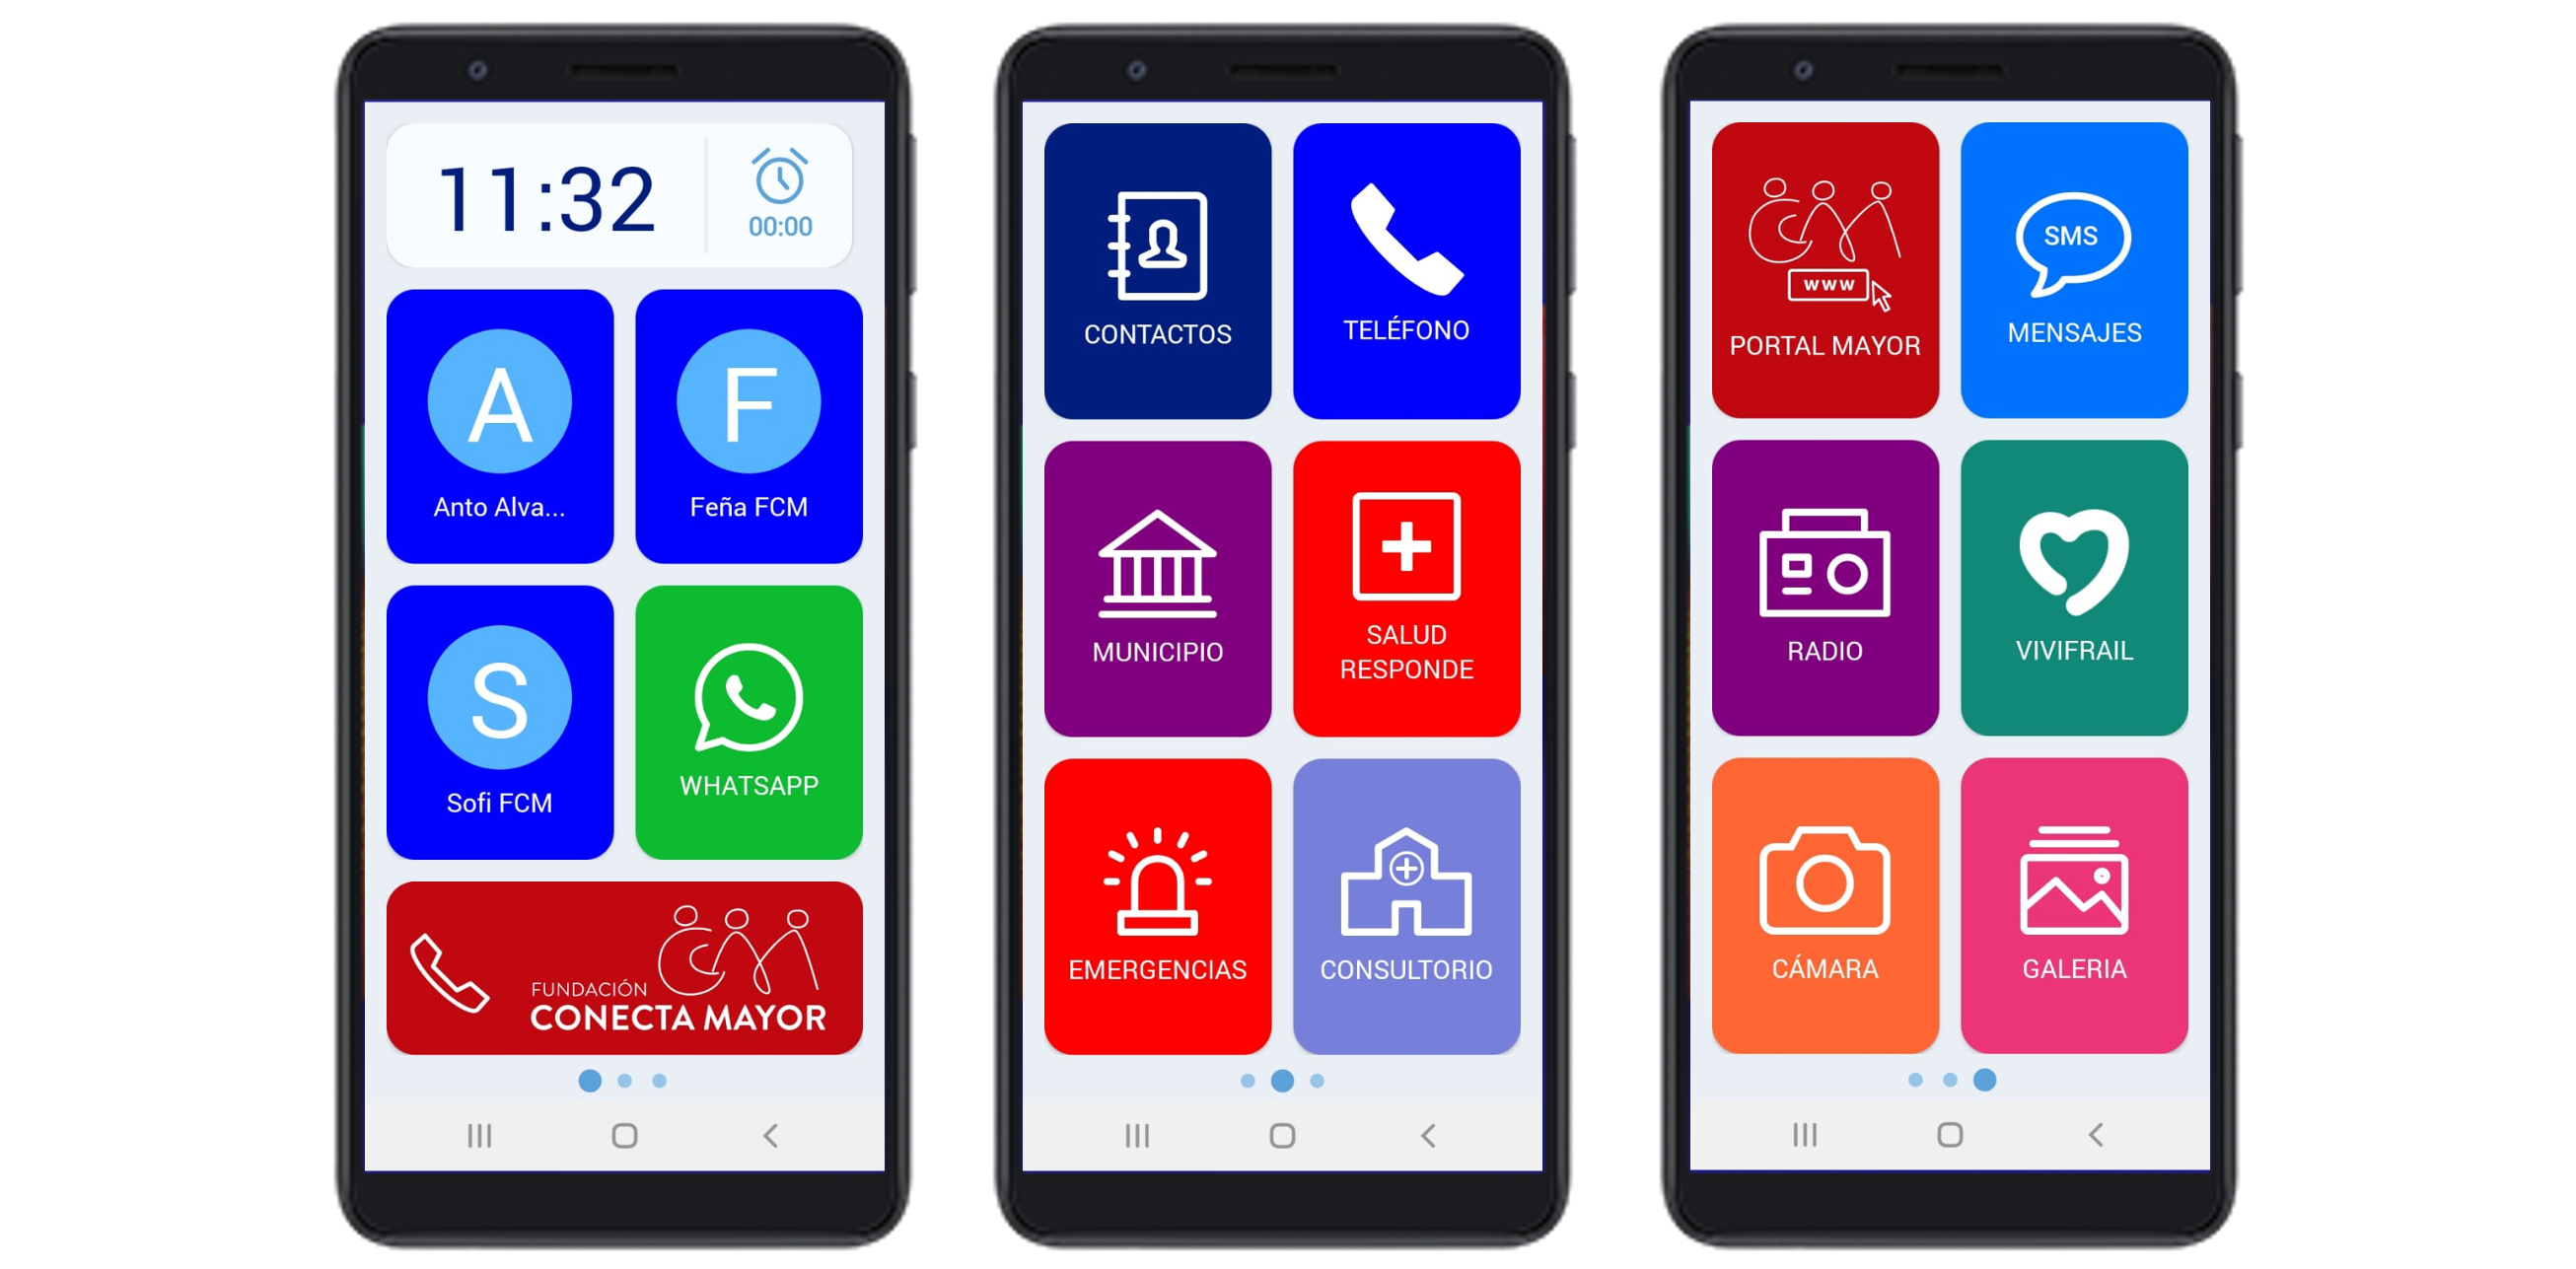 11:32
00:00
A
F
Anto Alva...
Feña FCM
S
Sofi FCM
WHATSAPP
FUNDACIÓN
CONECTA MAYOR
CONTACTOS
TELÉFONO
MUNICIPIO
SALUD
RESPONDE
EMERGENCIAS
CONSULTORIO
www
PORTAL MAYOR
SMS
MENSAJES
RADIO
VIVIFRAIL
CÁMARA
GALERIA